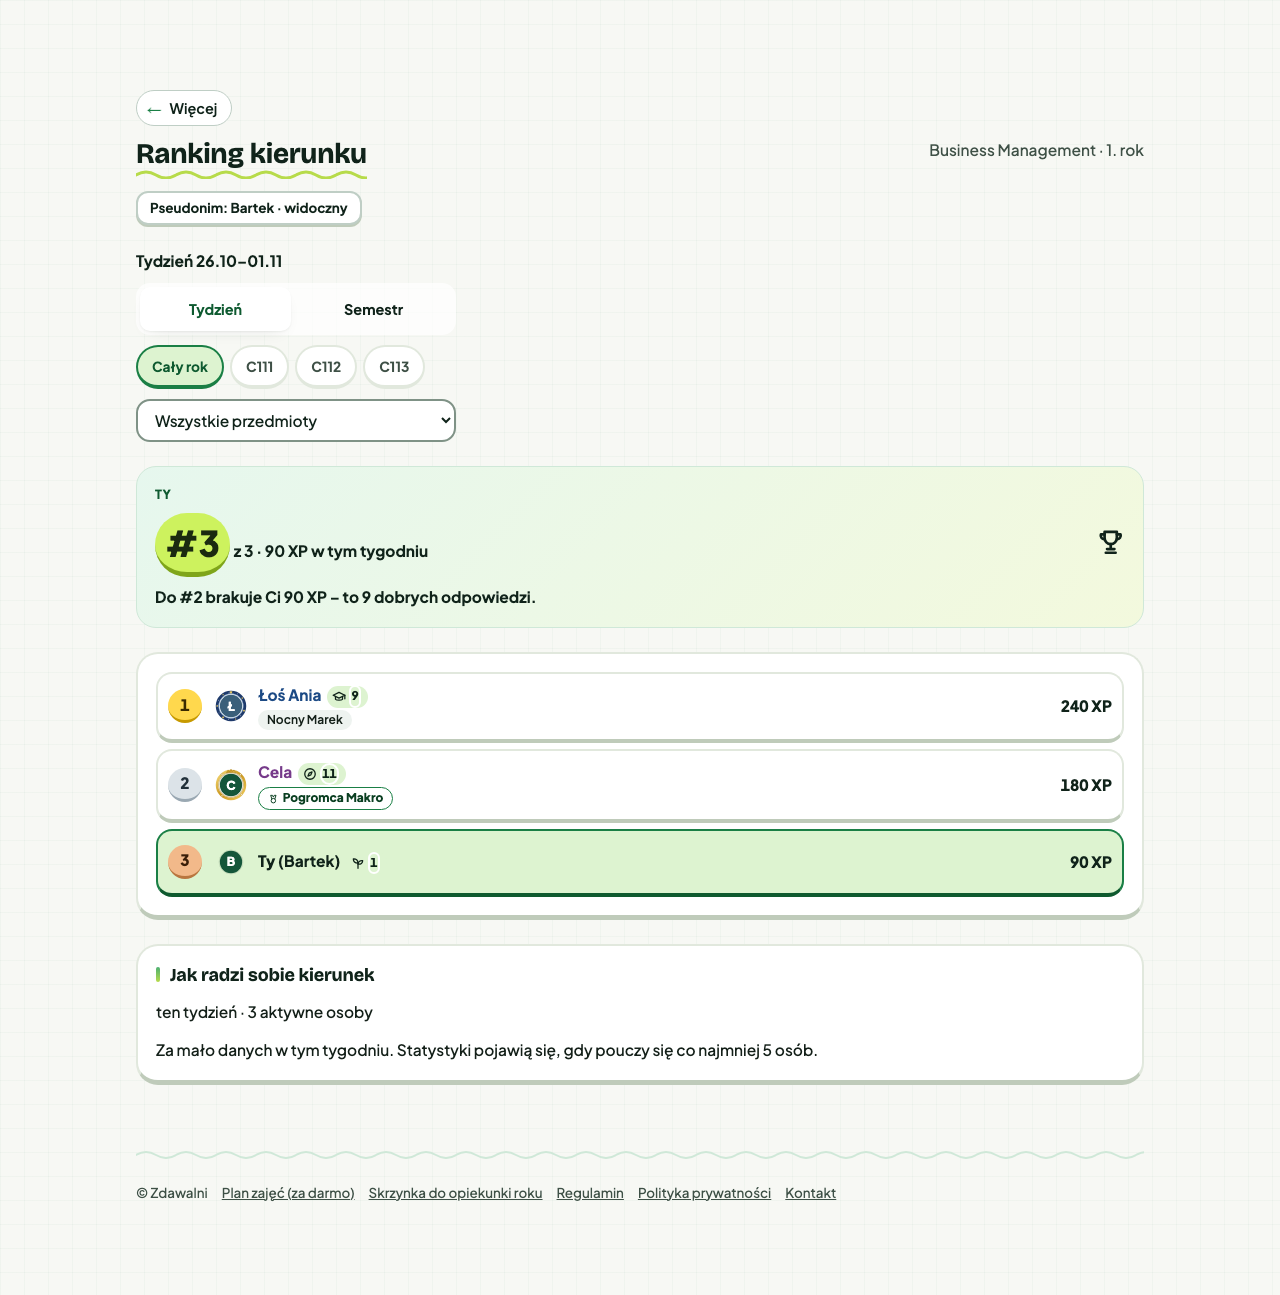 ← Więcej
Ranking kierunku
Business Management · 1. rok
Pseudonim: Bartek · widoczny
Tydzień 26.10–01.11
Tydzień Semestr
Cały rok C111 C112 C113
Wszystkie przedmioty
TY
#3 z 3 · 90 XP w tym tygodniu
Do #2 brakuje Ci 90 XP – to 9 dobrych odpowiedzi.
1 Ł Łoś Ania 9 240 XP
Nocny Marek
2 C Cela 11 180 XP
Pogromca Makro
3 B Ty (Bartek) 1 90 XP
Jak radzi sobie kierunek
ten tydzień · 3 aktywne osoby
Za mało danych w tym tygodniu. Statystyki pojawią się, gdy pouczy się co najmniej 5 osób.
© Zdawalni Plan zajęć (za darmo) Skrzynka do opiekunki roku Regulamin Polityka prywatności Kontakt